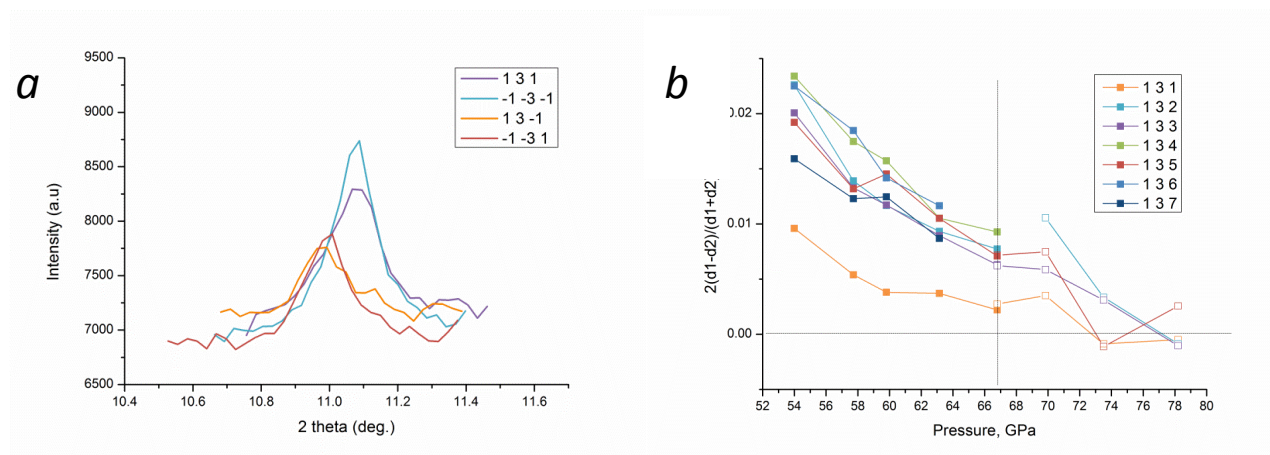 a
9500
9000
8500
8000
7500
7000
6500
Intensity (a.u)
10.4 10.6 10.8 11.0 11.2 11.4 11.6
2 theta (deg.)
1 3 1
-1 -3 -1
1 3 -1
-1 -3 1
b
0.02
0.01
0.00
2(d1-d2)/(d1+d2)
52 54 56 58 60 62 64 66 68 70 72 74 76 78 80
Pressure, GPa
1 3 1
1 3 2
1 3 3
1 3 4
1 3 5
1 3 6
1 3 7